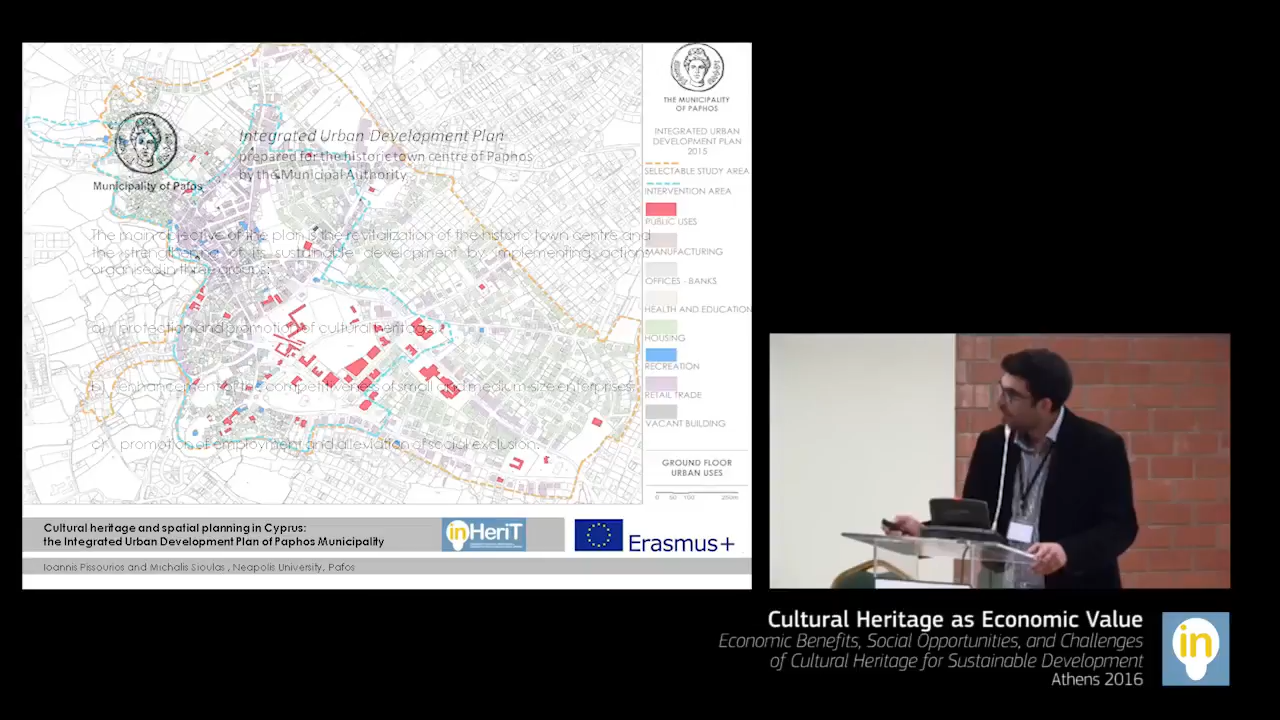 Integrated Urban Development Plan
prepared for the historic town centre of Paphos
by the Municipal Authority
Municipality of Pafos
The main objective of the plan is the revitalization of the historic town centre and
the strengthening of its sustainable development by implementing actions
organised in three groups:
a) protection and promotion of cultural heritage,
b) enhancement of the competitiveness of small and medium-size enterprises
c) promotion of employment and alleviation of social exclusion.
THE MUNICIPALITY
OF PAPHOS
INTEGRATED URBAN
DEVELOPMENT PLAN
2015
SELECTABLE STUDY AREA
INTERVENTION AREA
PUBLIC USES
MANUFACTURING
OFFICES - BANKS
HEALTH AND EDUCATION
HOUSING
RECREATION
RETAIL TRADE
VACANT BUILDING
GROUND FLOOR
URBAN USES
0 50 100 250m
Cultural heritage and spatial planning in Cyprus:
the Integrated Urban Development Plan of Paphos Municipality
inHeriT
Erasmus+
Ioannis Pissourios and Michalis Sioulas , Neapolis University, Pafos
Cultural Heritage as Economic Value
Economic Benefits, Social Opportunities, and Challenges
of Cultural Heritage for Sustainable Development
Athens 2016
in